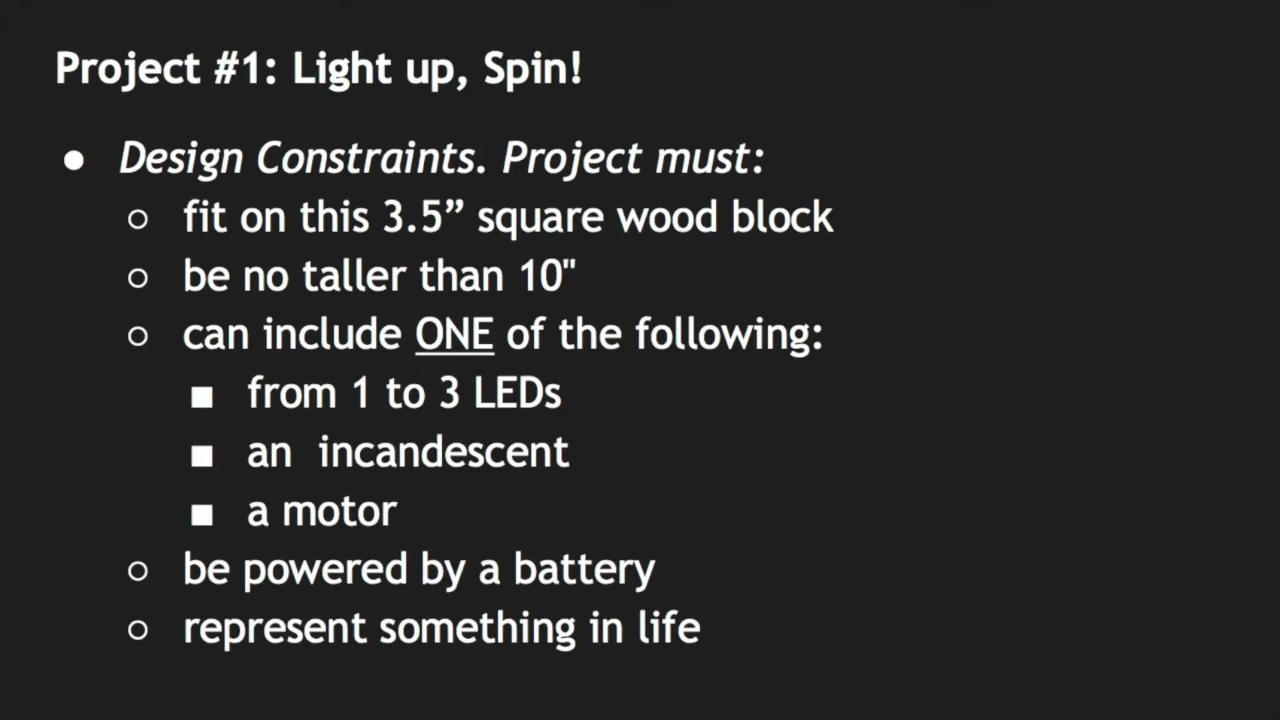 Project #1: Light up, Spin!
● Design Constraints. Project must:
○ fit on this 3.5” square wood block
○ be no taller than 10"
○ can include ONE of the following:
■ from 1 to 3 LEDs
■ an  incandescent
■ a motor
○ be powered by a battery
○ represent something in life